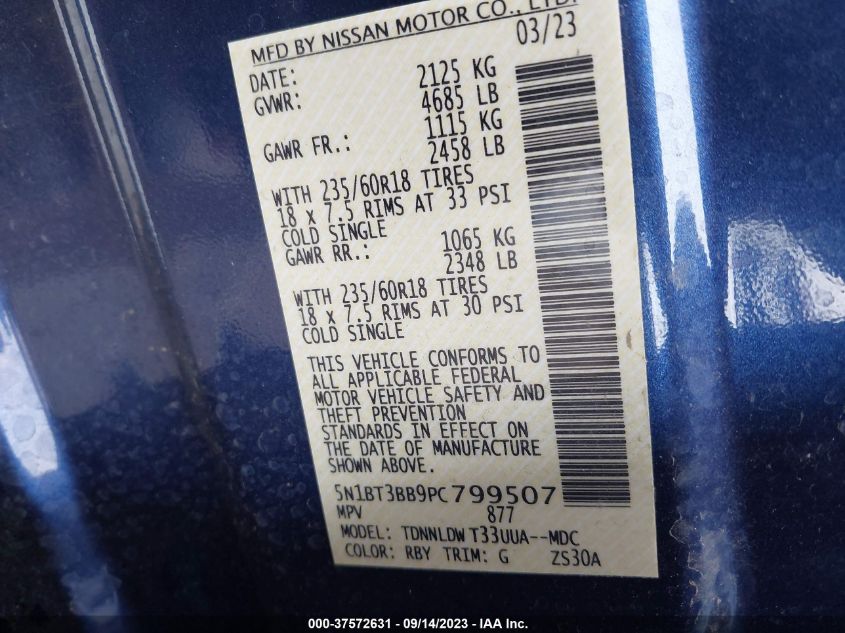 MFD BY NISSAN MOTOR CO., LTD.
DATE: 03/23
GVWR: 2125 KG
4685 LB
GAWR FR.: 1115 KG
2458 LB
WITH 235/60R18 TIRES
18 x 7.5 RIMS AT 33 PSI
COLD SINGLE
GAWR RR.: 1065 KG
2348 LB
WITH 235/60R18 TIRES
18 x 7.5 RIMS AT 30 PSI
COLD SINGLE
THIS VEHICLE CONFORMS TO
ALL APPLICABLE FEDERAL
MOTOR VEHICLE SAFETY AND
THEFT PREVENTION
STANDARDS IN EFFECT ON
THE DATE OF MANUFACTURE
SHOWN ABOVE.
5N1BT3BB9PC799507
MPV 877
MODEL: TDNNLDW T33UUA--MDC
COLOR: RBY TRIM: G ZS30A
000-37572631 - 09/14/2023 - IAA Inc.